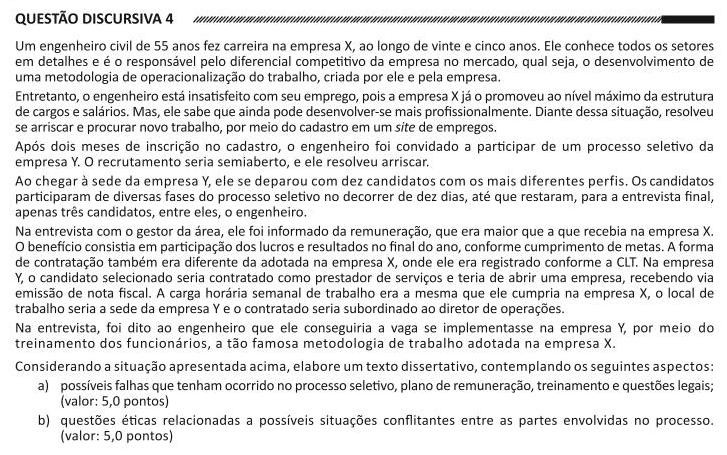 QUESTÃO DISCURSIVA 4
Um engenheiro civil de 55 anos fez carreira na empresa X, ao longo de vinte e cinco anos. Ele conhece todos os setores
em detalhes e é o responsável pelo diferencial competitivo da empresa no mercado, qual seja, o desenvolvimento de
uma metodologia de operacionalização do trabalho, criada por ele e pela empresa.
Entretanto, o engenheiro está insatisfeito com seu emprego, pois a empresa X já o promoveu ao nível máximo da estrutura
de cargos e salários. Mas, ele sabe que ainda pode desenvolver-se mais profissionalmente. Diante dessa situação, resolveu
se arriscar e procurar novo trabalho, por meio do cadastro em um site de empregos.
Após dois meses de inscrição no cadastro, o engenheiro foi convidado a participar de um processo seletivo da
empresa Y. O recrutamento seria semiaberto, e ele resolveu arriscar.
Ao chegar à sede da empresa Y, ele se deparou com dez candidatos com os mais diferentes perfis. Os candidatos
participaram de diversas fases do processo seletivo no decorrer de dez dias, até que restaram, para a entrevista final,
apenas três candidatos, entre eles, o engenheiro.
Na entrevista com o gestor da área, ele foi informado da remuneração, que era maior que a que recebia na empresa X.
O benefício consistia em participação dos lucros e resultados no final do ano, conforme cumprimento de metas. A forma
de contratação também era diferente da adotada na empresa X, onde ele era registrado conforme a CLT. Na empresa
Y, o candidato selecionado seria contratado como prestador de serviços e teria de abrir uma empresa, recebendo via
emissão de nota fiscal. A carga horária semanal de trabalho era a mesma que ele cumpria na empresa X, o local de
trabalho seria a sede da empresa Y e o contratado seria subordinado ao diretor de operações.
Na entrevista, foi dito ao engenheiro que ele conseguiria a vaga se implementasse na empresa Y, por meio do
treinamento dos funcionários, a tão famosa metodologia de trabalho adotada na empresa X.
Considerando a situação apresentada acima, elabore um texto dissertativo, contemplando os seguintes aspectos:
a) possíveis falhas que tenham ocorrido no processo seletivo, plano de remuneração, treinamento e questões legais;
(valor: 5,0 pontos)
b) questões éticas relacionadas a possíveis situações conflitantes entre as partes envolvidas no processo.
(valor: 5,0 pontos)